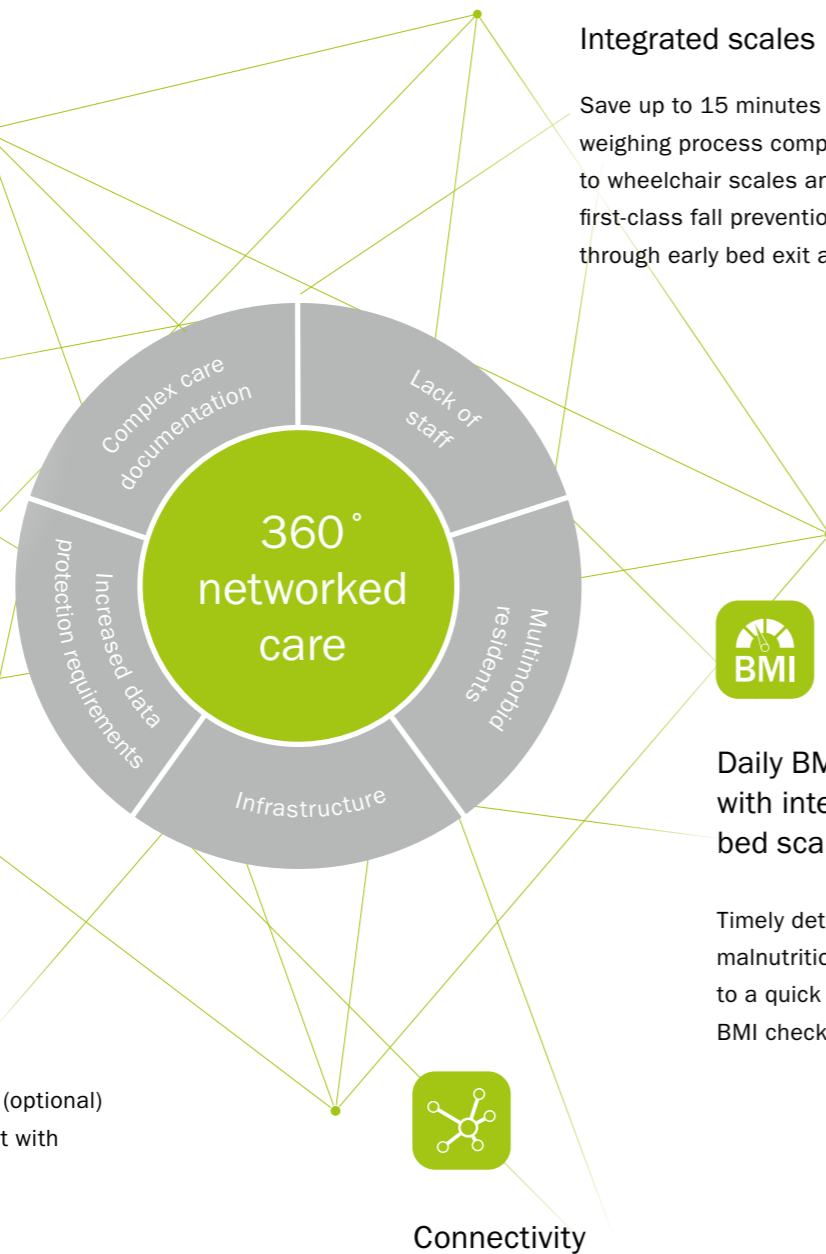 Integrated scales
Save up to 15 minutes
weighing process comp
to wheelchair scales an
first-class fall preventio
through early bed exit a
Complex care
documentation
Lack of
staff
360°
networked
care
Increased data
protection requirements
Multimorbid
residents
Infrastructure
BMI
Daily BM
with inte
bed sca
Timely det
malnutritio
to a quick
BMI check
(optional)
t with
Connectivity